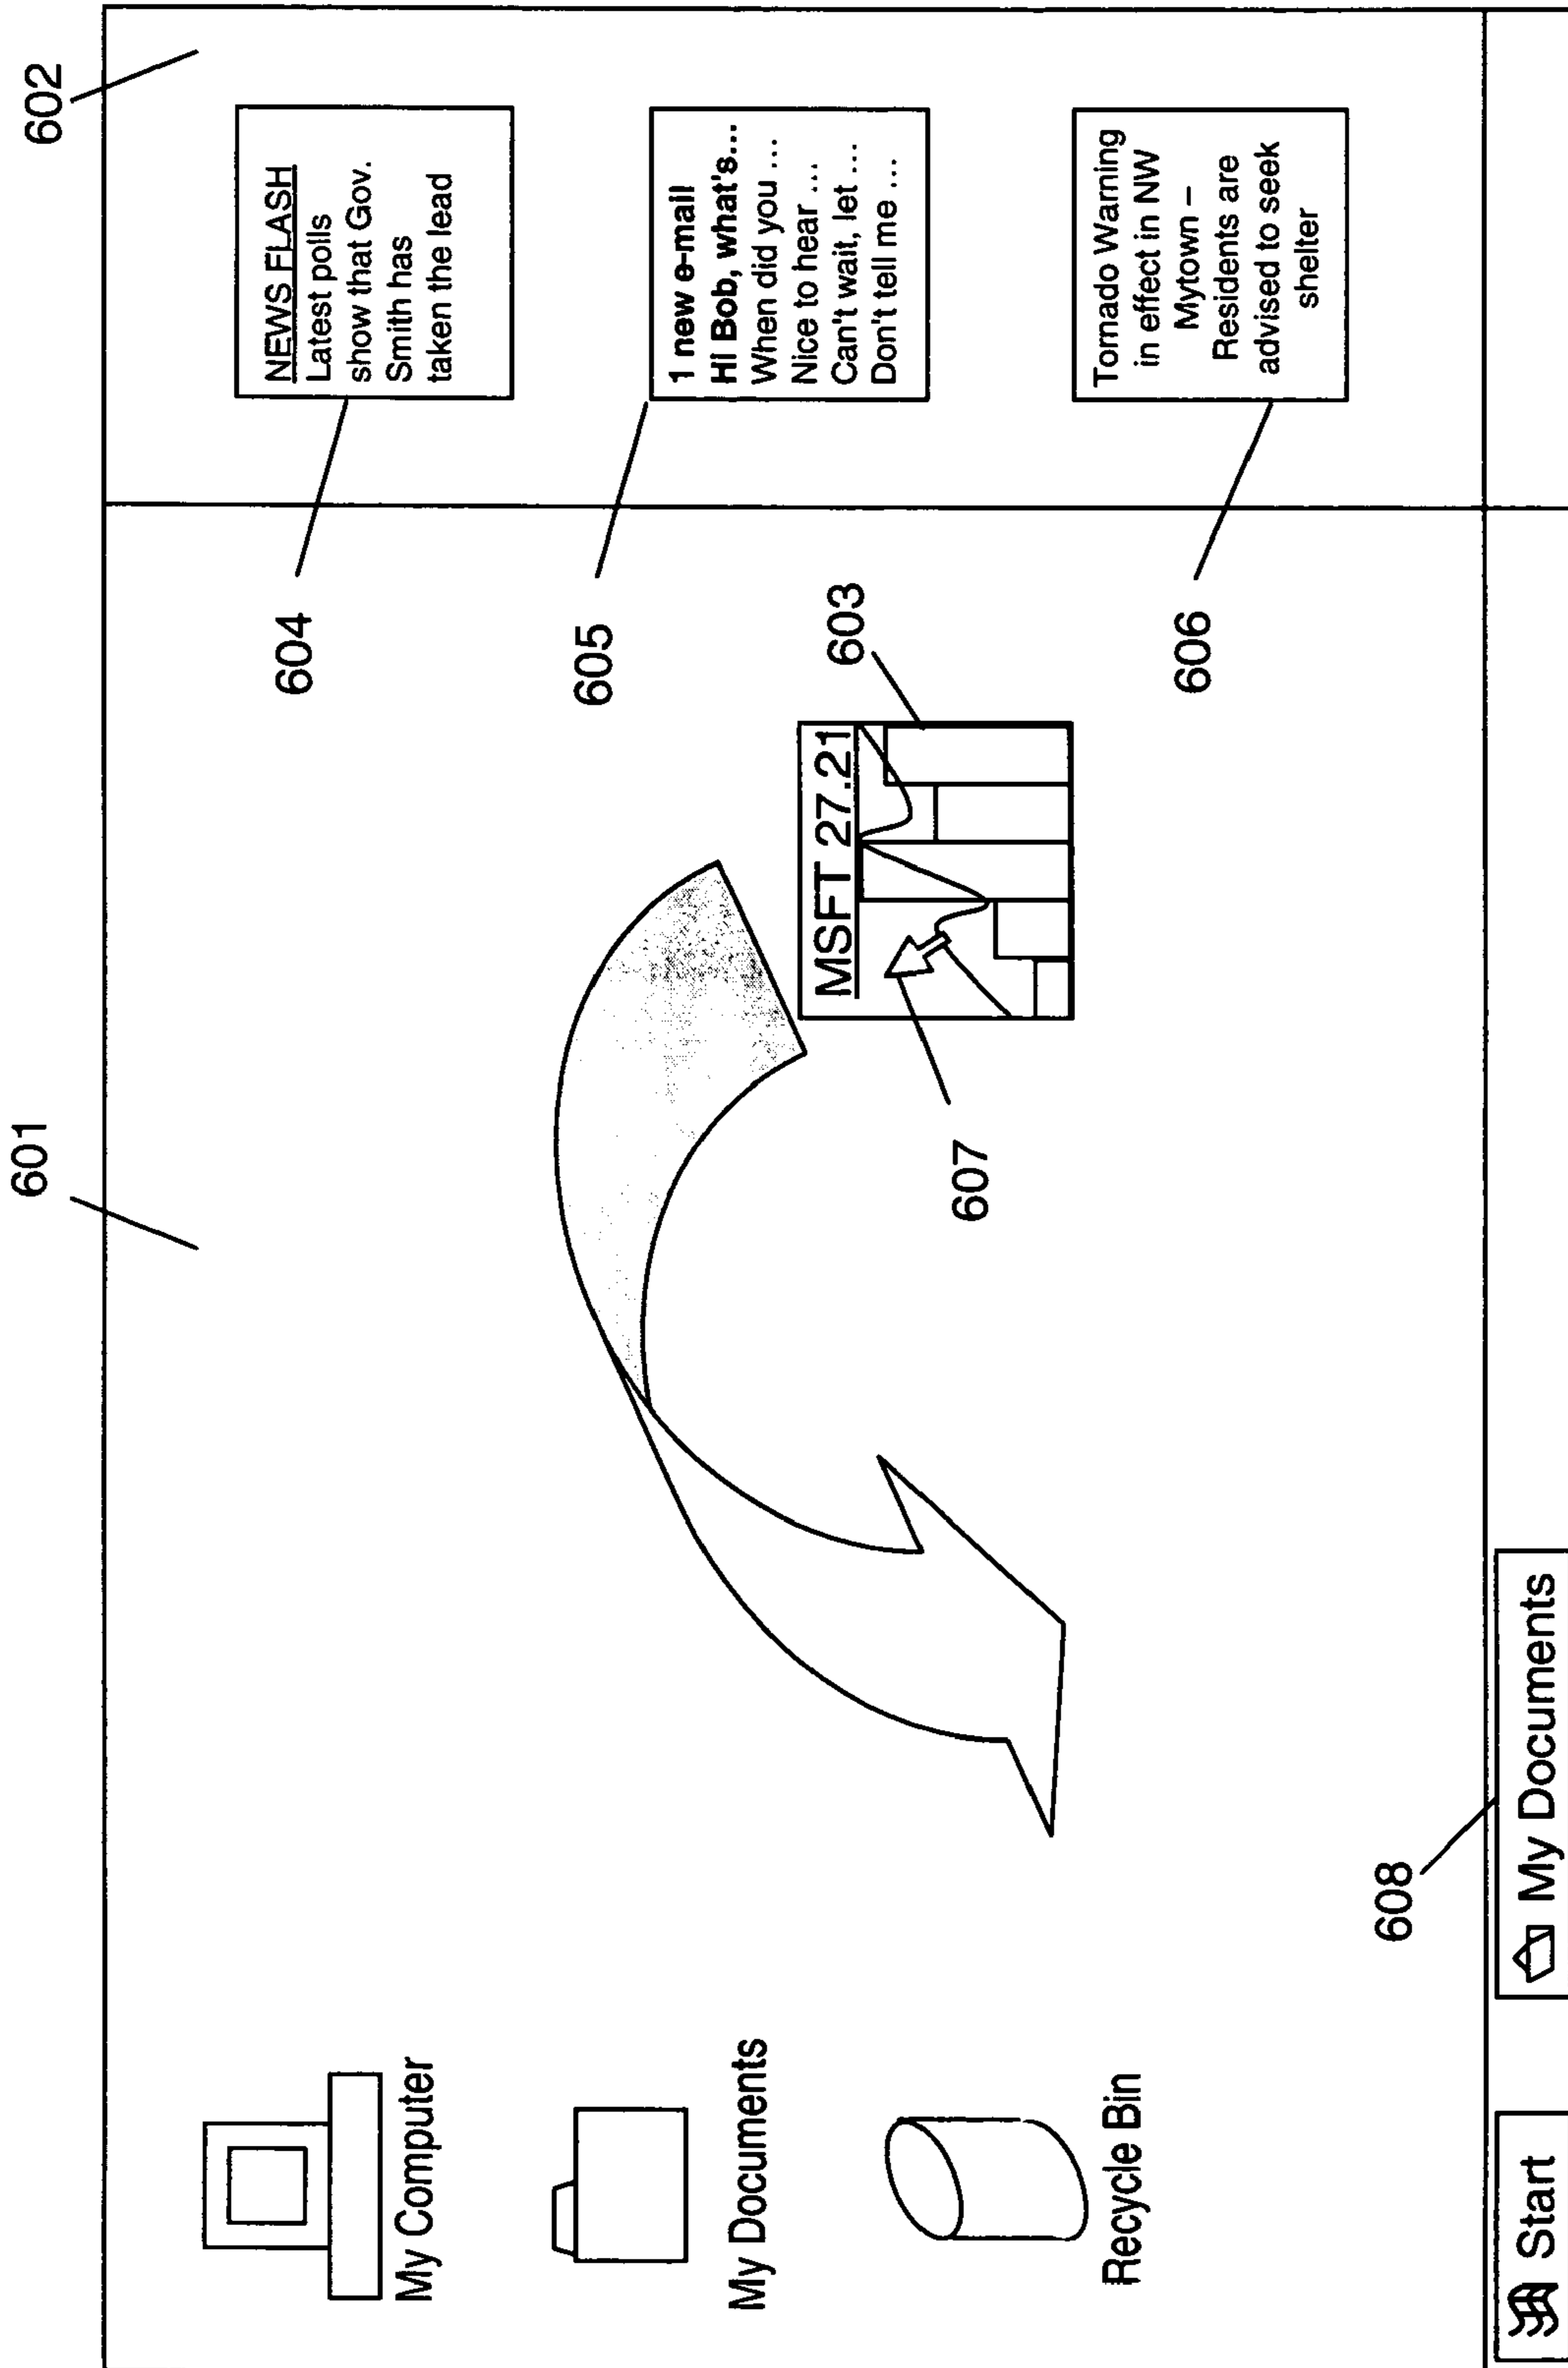 601
602
My Computer
My Documents
Recycle Bin
604
NEWS FLASH
Latest polls
show that Gov.
Smith has
taken the lead
605
1 new e-mail
Hi Bob, what's...
When did you ...
Nice to hear ...
Can't wait, let ...
Don't tell me ...
603
MSFT 27.21
607
606
Tornado Warning
in effect in NW
Mytown –
Residents are
advised to seek
shelter
608
Start
My Documents